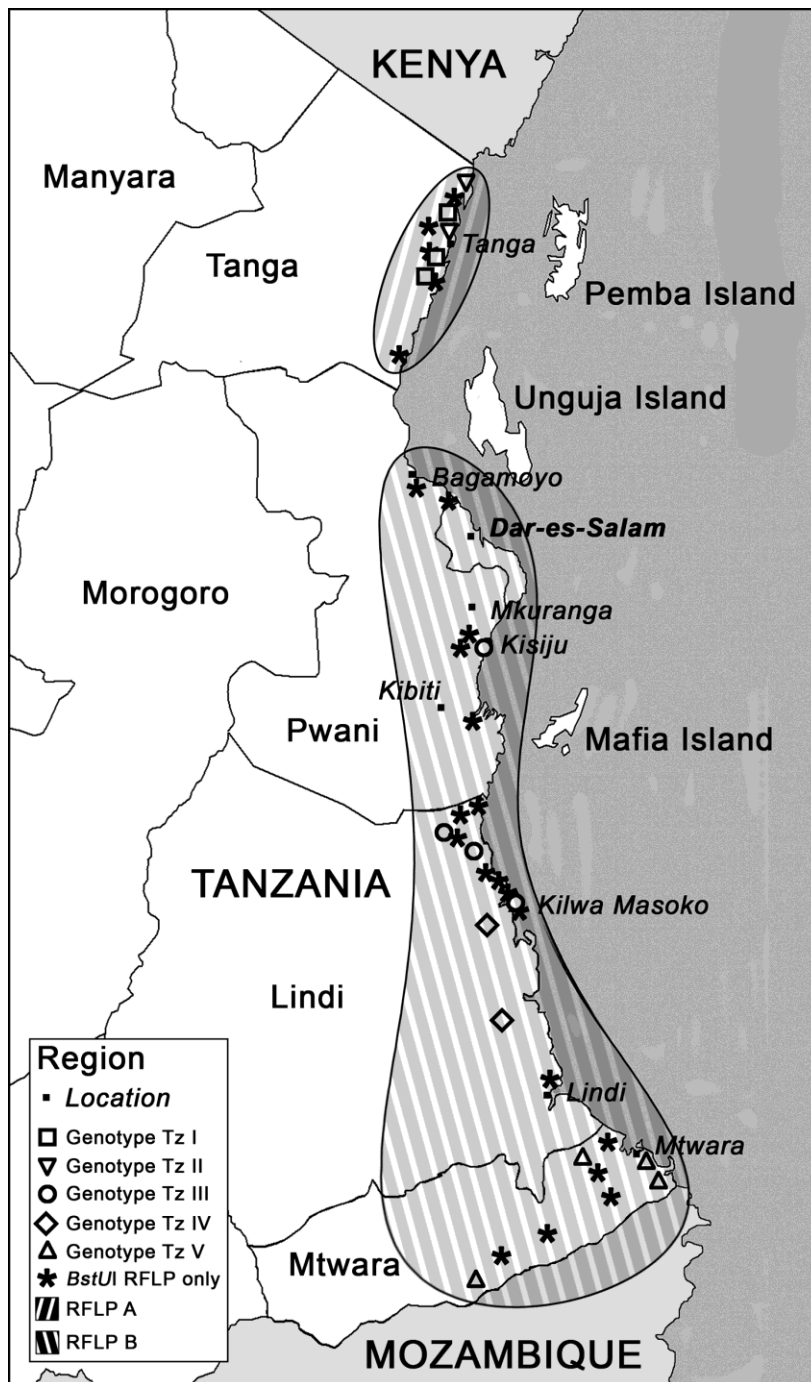 KENYA
Manyara
Tanga
Tanga
Pemba Island
Unguja Island
Bagamoyo
Dar-es-Salam
Morogoro
Mkuranga
Kisiju
Kibiti
Pwani
Mafia Island
TANZANIA
Kilwa Masoko
Lindi
Lindi
Mtwara
Mtwara
MOZAMBIQUE
Region
Location
Genotype Tz I
Genotype Tz II
Genotype Tz III
Genotype Tz IV
Genotype Tz V
BstUI RFLP only
RFLP A
RFLP B